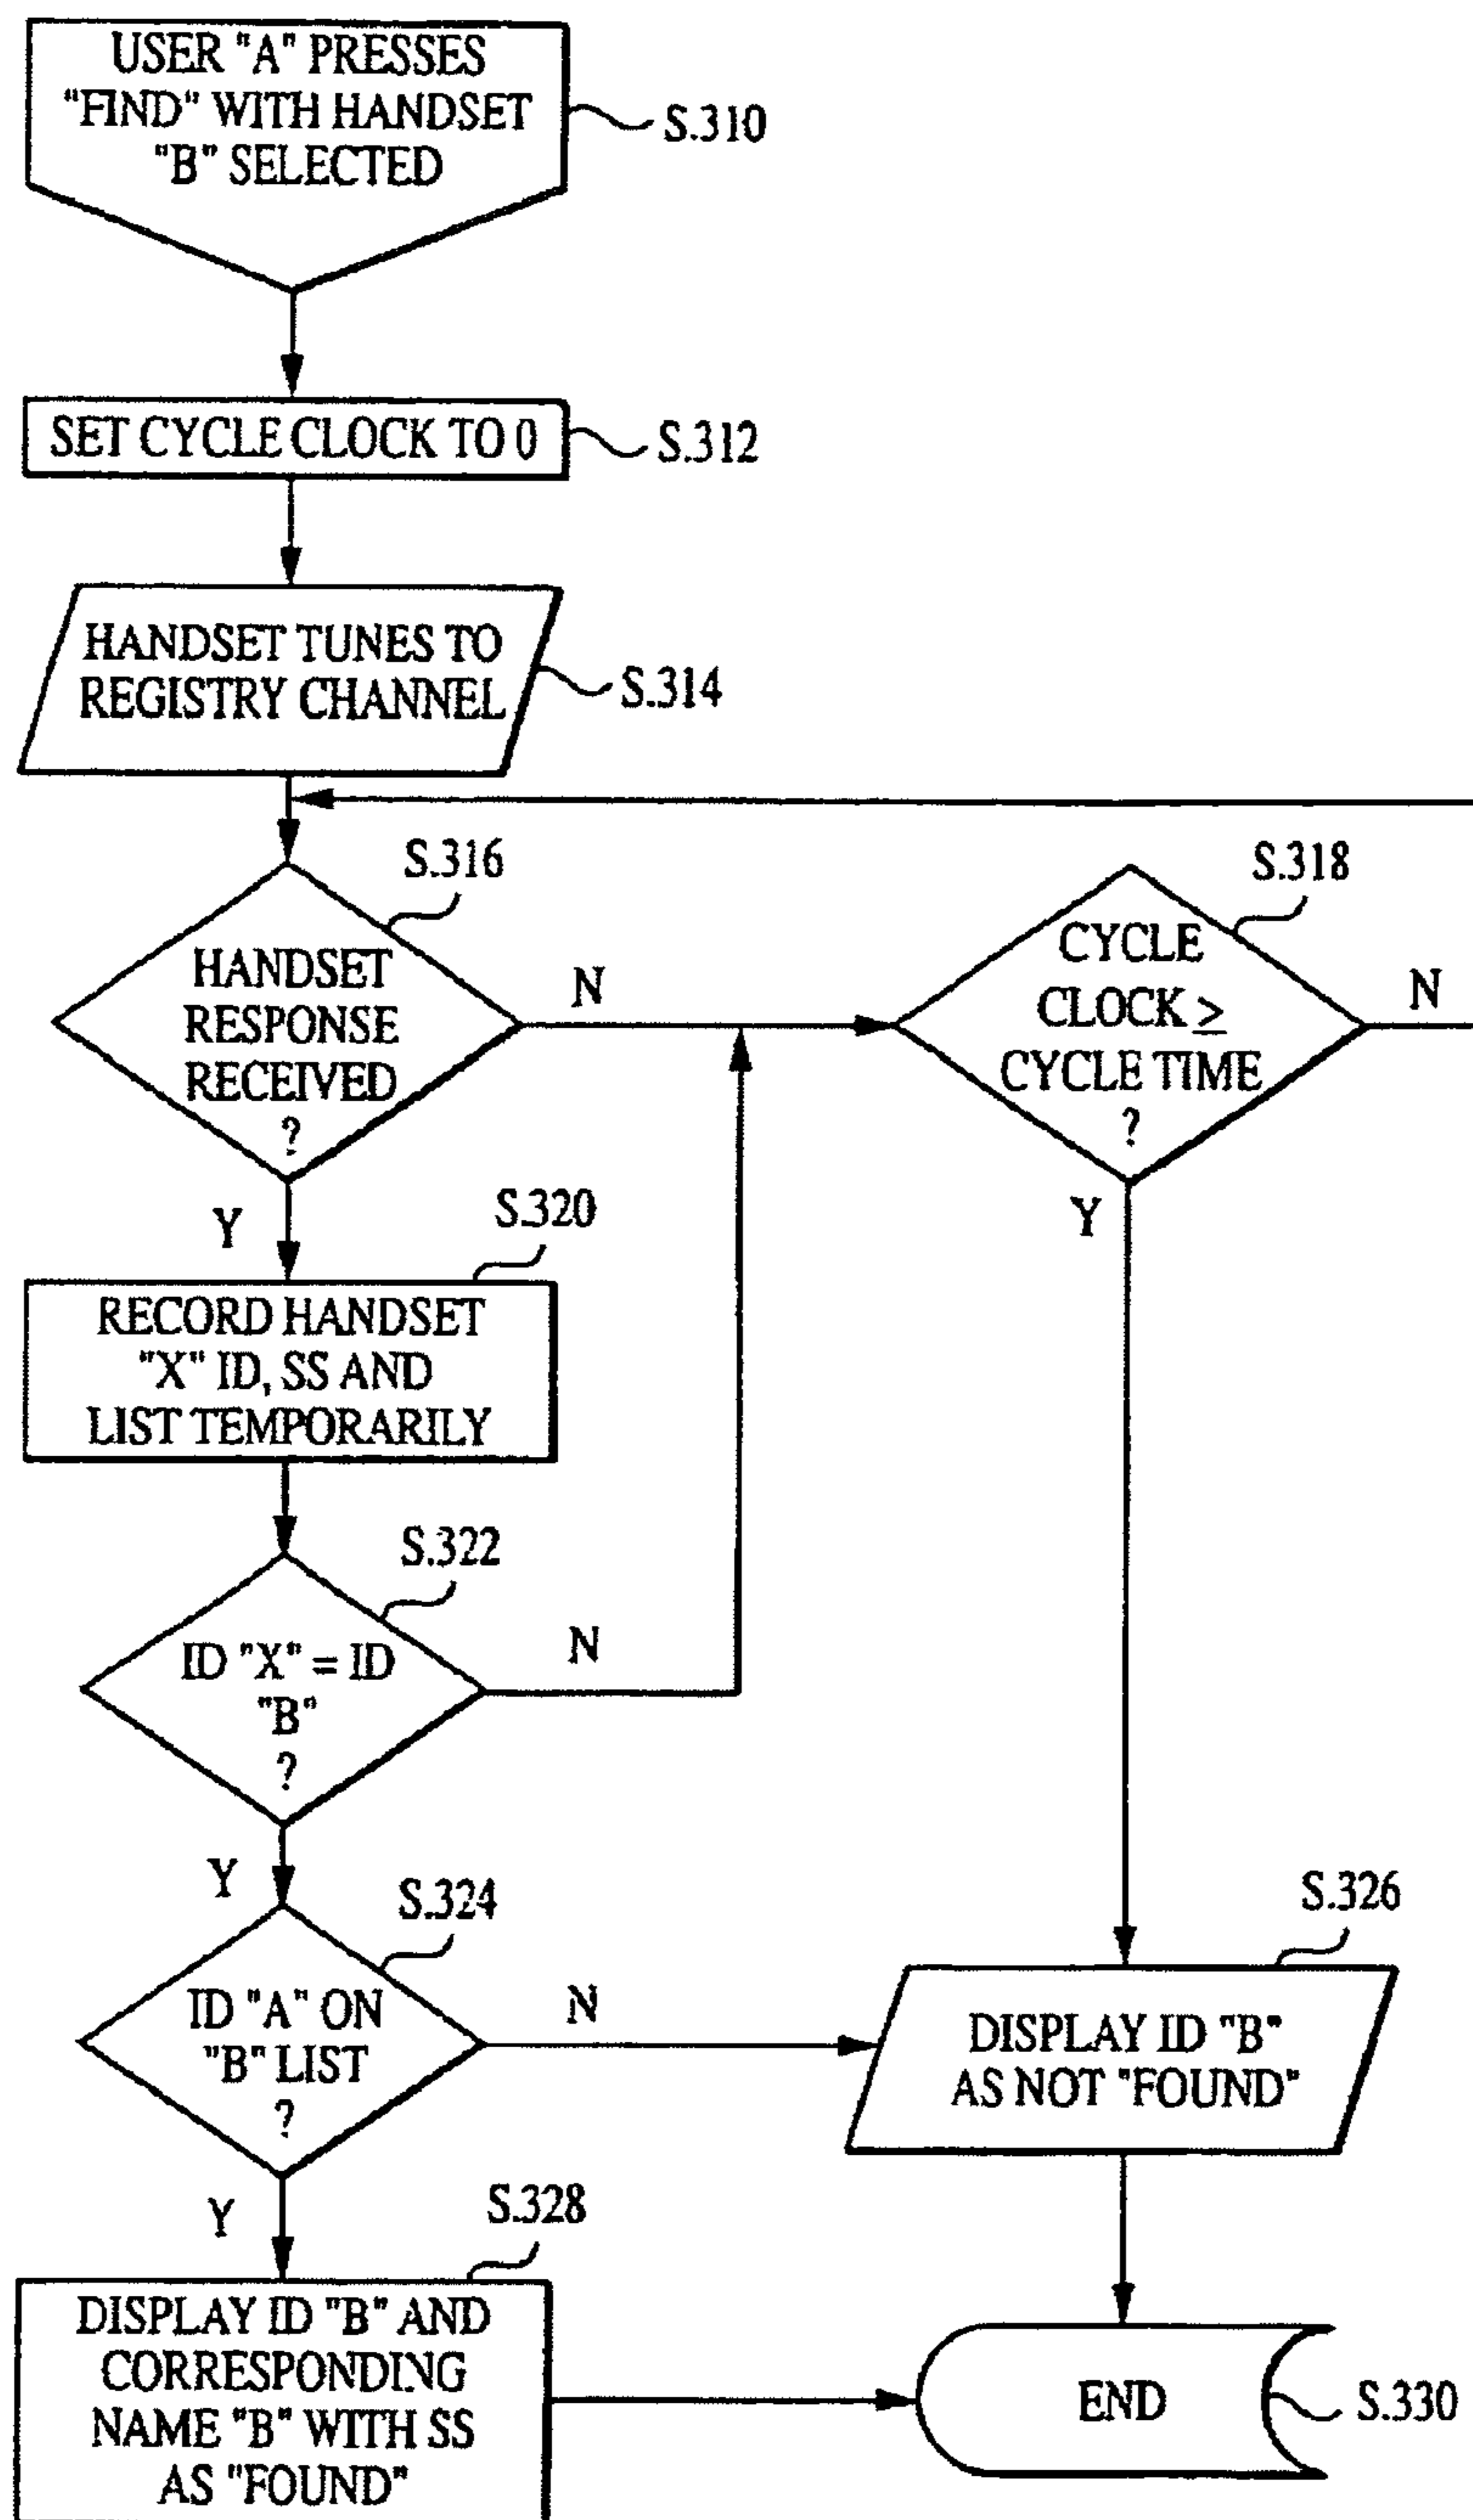 USER "A" PRESSES
"FIND" WITH HANDSET
"B" SELECTED
S.310
SET CYCLE CLOCK TO 0
S.312
HANDSET TUNES TO
REGISTRY CHANNEL
S.314
S.316
HANDSET
RESPONSE
RECEIVED
?
N
Y
S.318
CYCLE
CLOCK ≥
CYCLE TIME
?
N
Y
S.320
RECORD HANDSET
"X" ID, SS AND
LIST TEMPORARILY
S.322
ID "X" = ID
"B"
?
N
Y
S.324
ID "A" ON
"B" LIST
?
N
Y
S.326
DISPLAY ID "B"
AS NOT "FOUND"
S.328
DISPLAY ID "B" AND
CORRESPONDING
NAME "B" WITH SS
AS "FOUND"
END
S.330